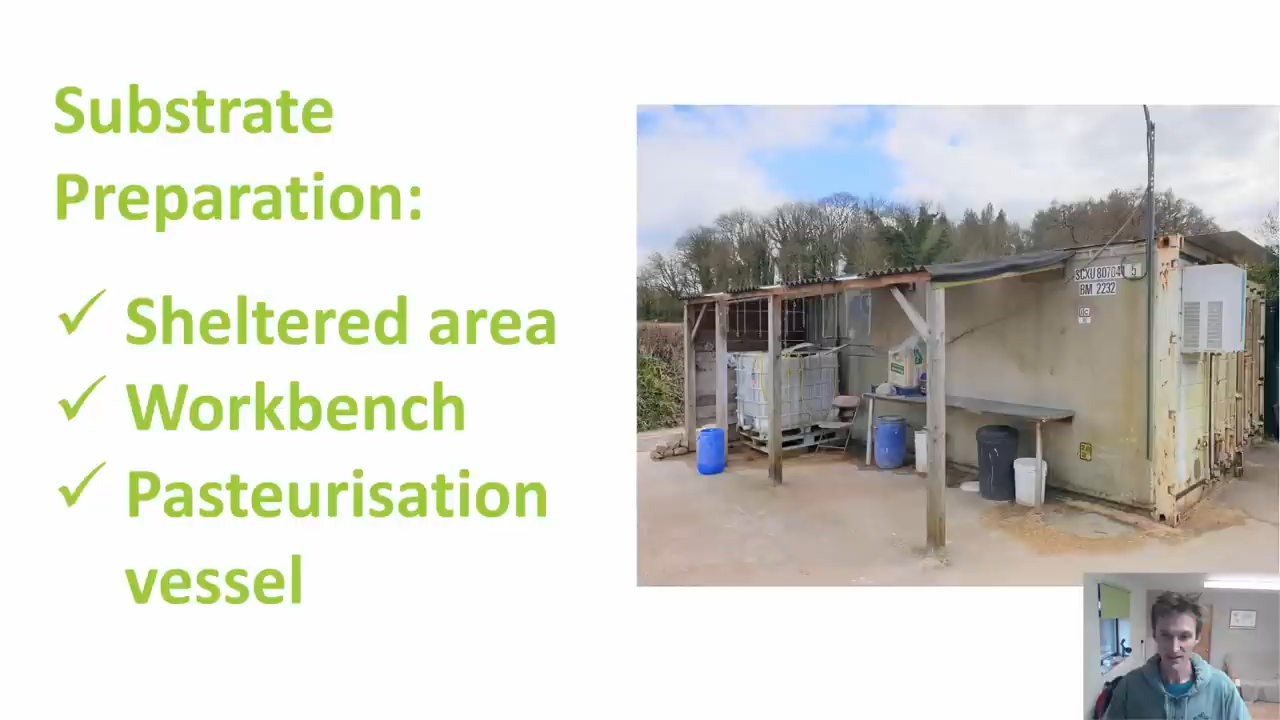 Substrate
Preparation:
✓ Sheltered area
✓ Workbench
✓ Pasteurisation
vessel
BM 2232